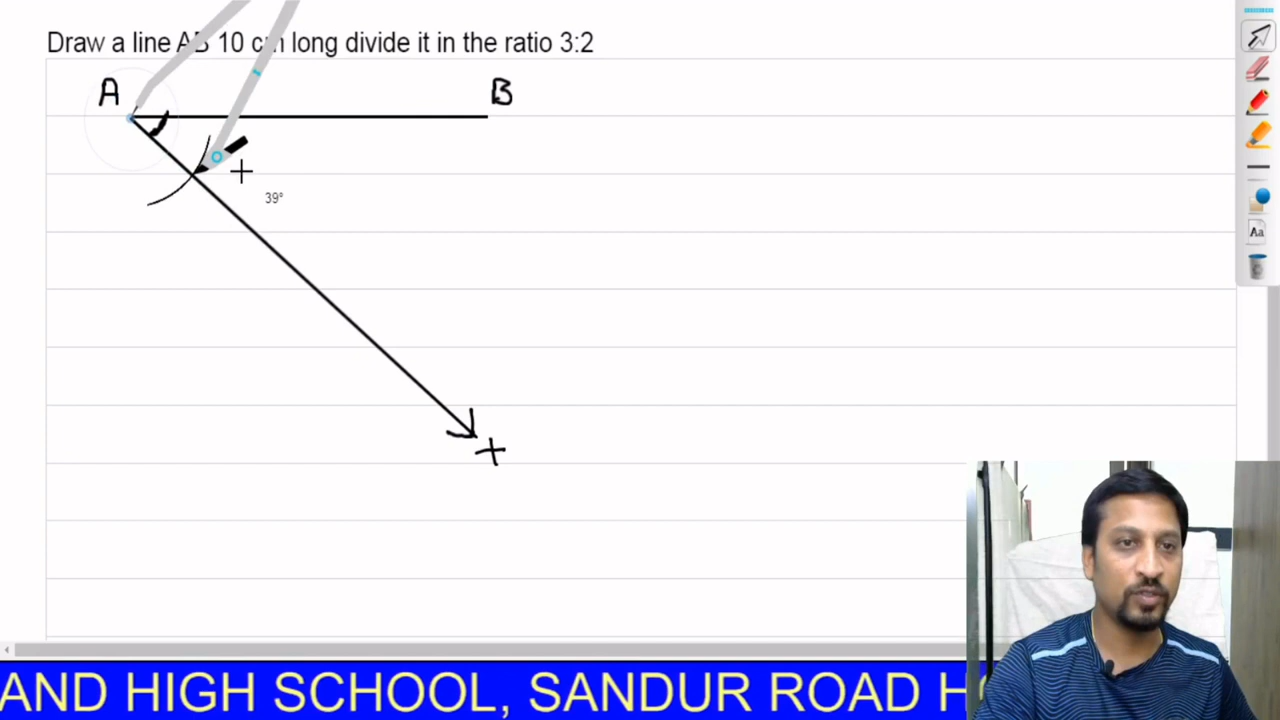 Draw a line AB 10 cm long divide it in the ratio 3:2
A
B
39°
x
Aa
AND HIGH SCHOOL, SANDUR ROAD